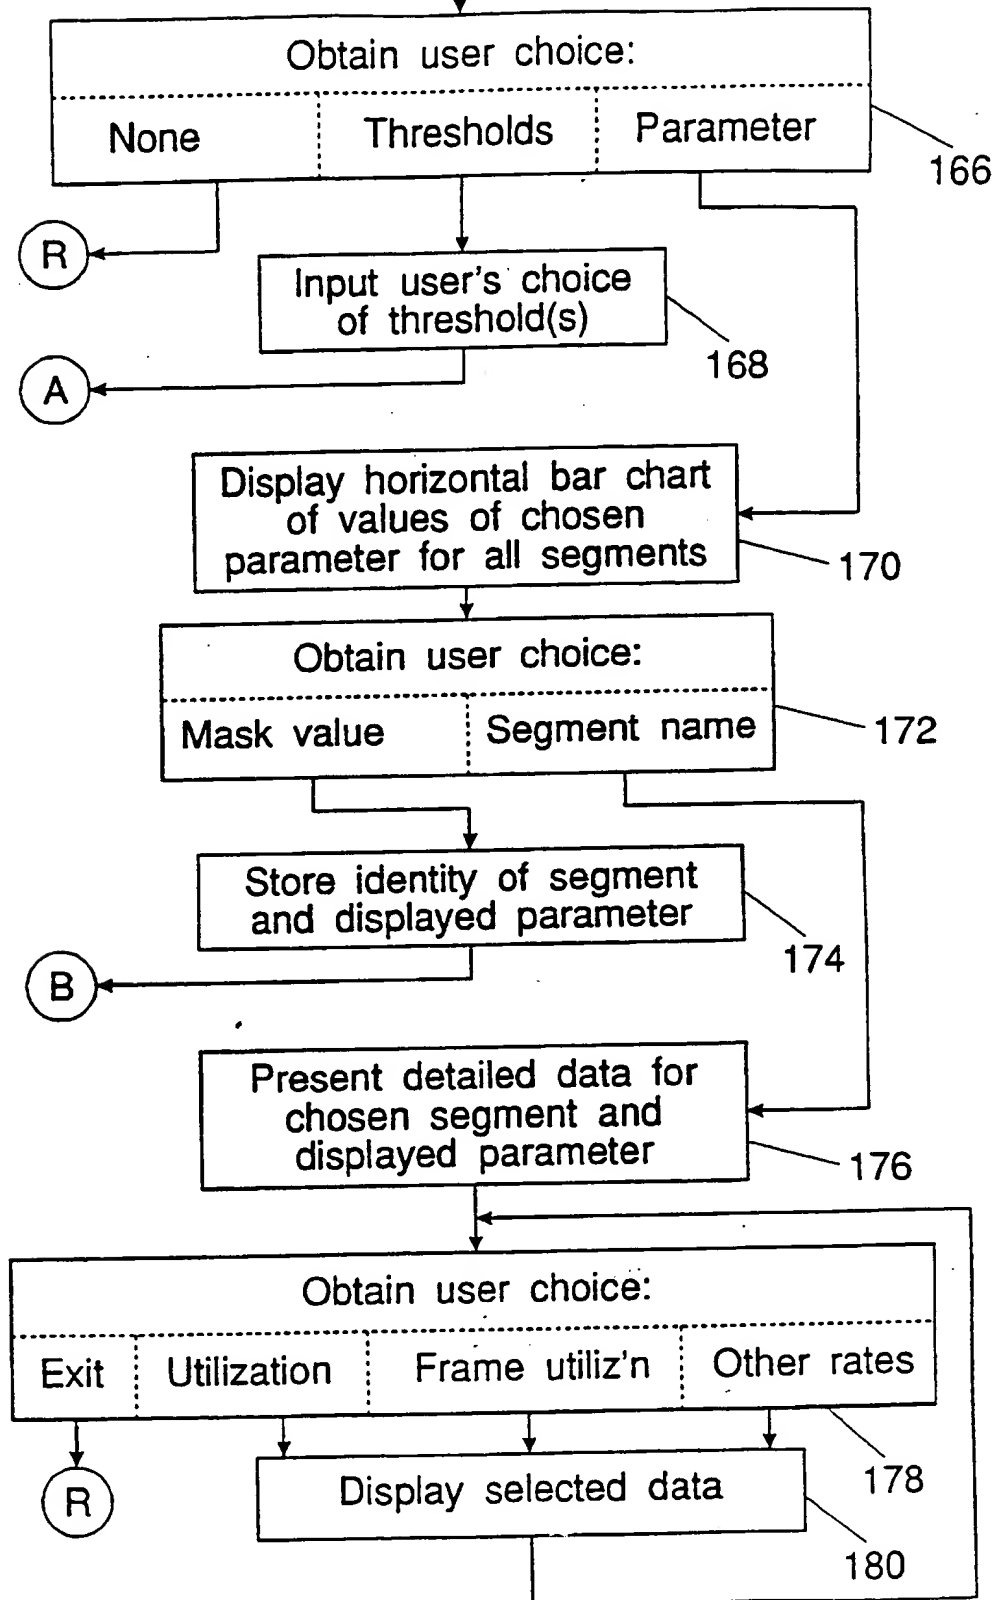 Obtain user choice:
None Thresholds Parameter
166
R
Input user's choice
of threshold(s)
168
A
Display horizontal bar chart
of values of chosen
parameter for all segments
170
Obtain user choice:
Mask value Segment name
172
Store identity of segment
and displayed parameter
174
B
Present detailed data for
chosen segment and
displayed parameter
176
Obtain user choice:
Exit Utilization Frame utiliz'n Other rates
178
R
Display selected data
180